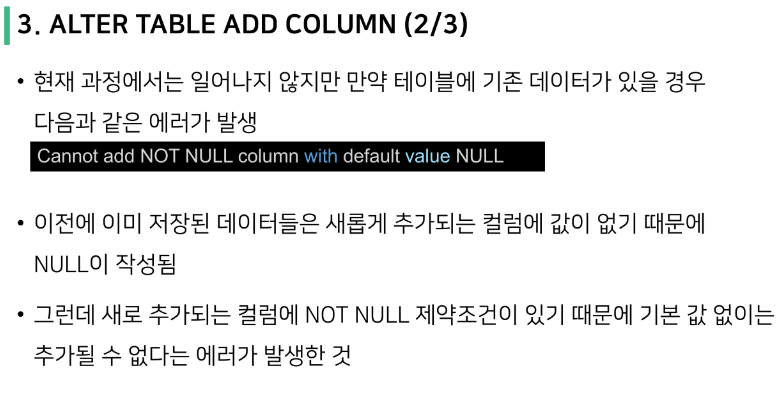 3. ALTER TABLE ADD COLUMN (2/3)
• 현재 과정에서는 일어나지 않지만 만약 테이블에 기존 데이터가 있을 경우
다음과 같은 에러가 발생
Cannot add NOT NULL column with default value NULL
• 이전에 이미 저장된 데이터들은 새롭게 추가되는 컬럼에 값이 없기 때문에
NULL이 작성됨
• 그런데 새로 추가되는 컬럼에 NOT NULL 제약조건이 있기 때문에 기본 값 없이는
추가될 수 없다는 에러가 발생한 것